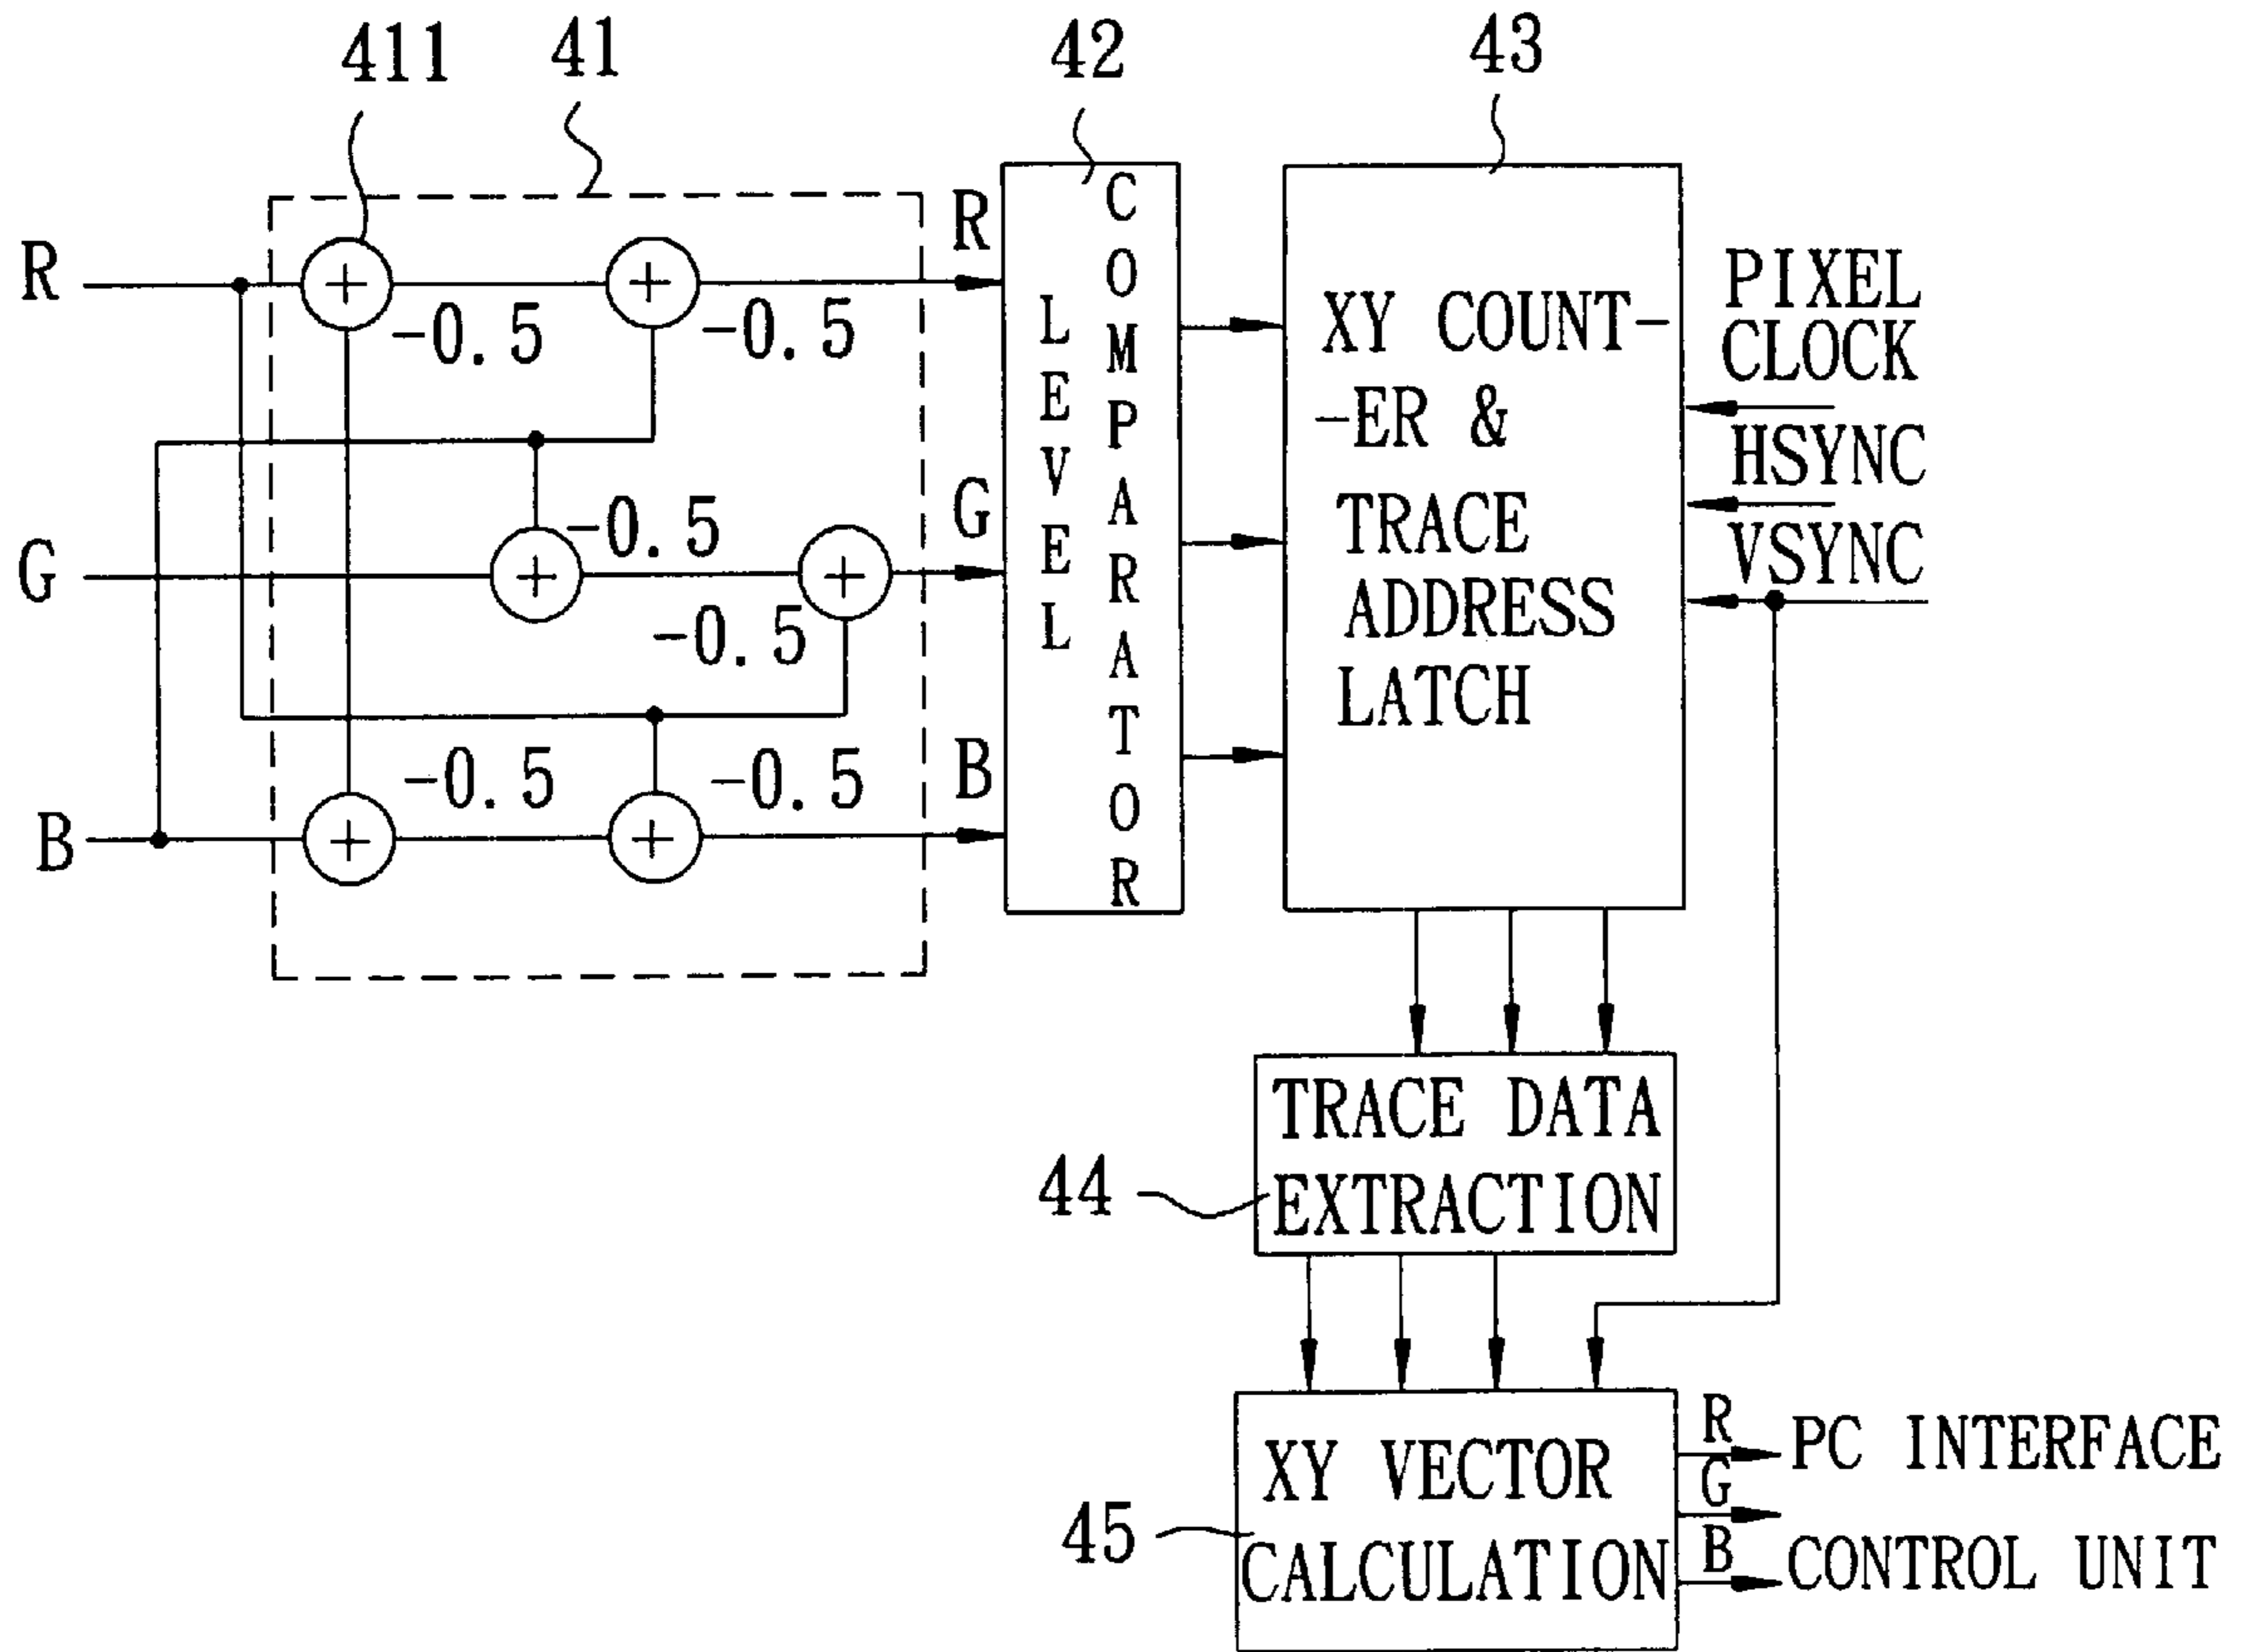 411
41
42
43
R
G
B
-0.5
-0.5
-0.5
-0.5
-0.5
-0.5
R
G
B
LEVEL
COMPARATOR
XY COUNT-
-ER &
TRACE
ADDRESS
LATCH
PIXEL
CLOCK
HSYNC
VSYNC
44
TRACE DATA
EXTRACTION
45
XY VECTOR
CALCULATION
R
G
B
PC INTERFACE
CONTROL UNIT